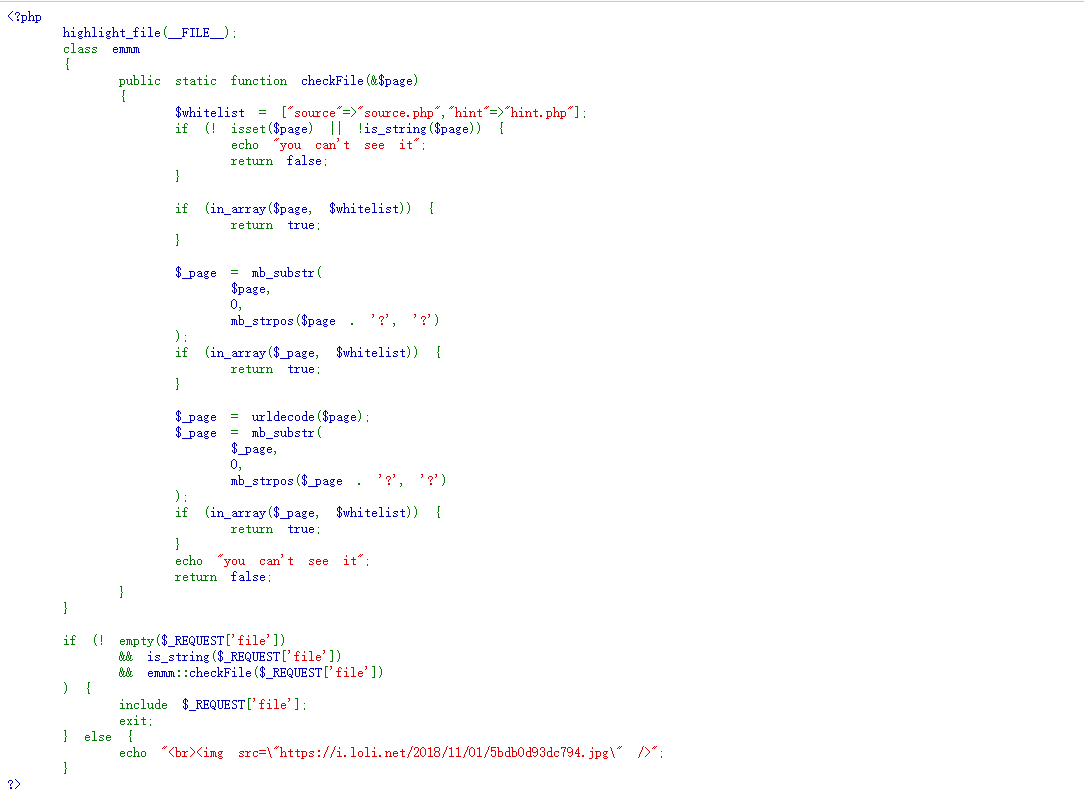 <?php
highlight_file(__FILE__);
class emmm
{
public static function checkFile(&$page)
{
$whitelist = ["source"=>"source.php","hint"=>"hint.php"];
if (! isset($page) || !is_string($page)) {
echo "you can't see it";
return false;
}
if (in_array($page, $whitelist)) {
return true;
}
$_page = mb_substr(
$page,
0,
mb_strpos($page . '?', '?')
);
if (in_array($_page, $whitelist)) {
return true;
}
$_page = urldecode($page);
$_page = mb_substr(
$_page,
0,
mb_strpos($_page . '?', '?')
);
if (in_array($_page, $whitelist)) {
return true;
}
echo "you can't see it";
return false;
}
}
if (! empty($_REQUEST['file'])
&& is_string($_REQUEST['file'])
&& emmm::checkFile($_REQUEST['file'])
) {
include $_REQUEST['file'];
exit;
} else {
echo "<br><img src=\"https://i.loli.net/2018/11/01/5bdb0d93dc794.jpg\" />";
}
?>